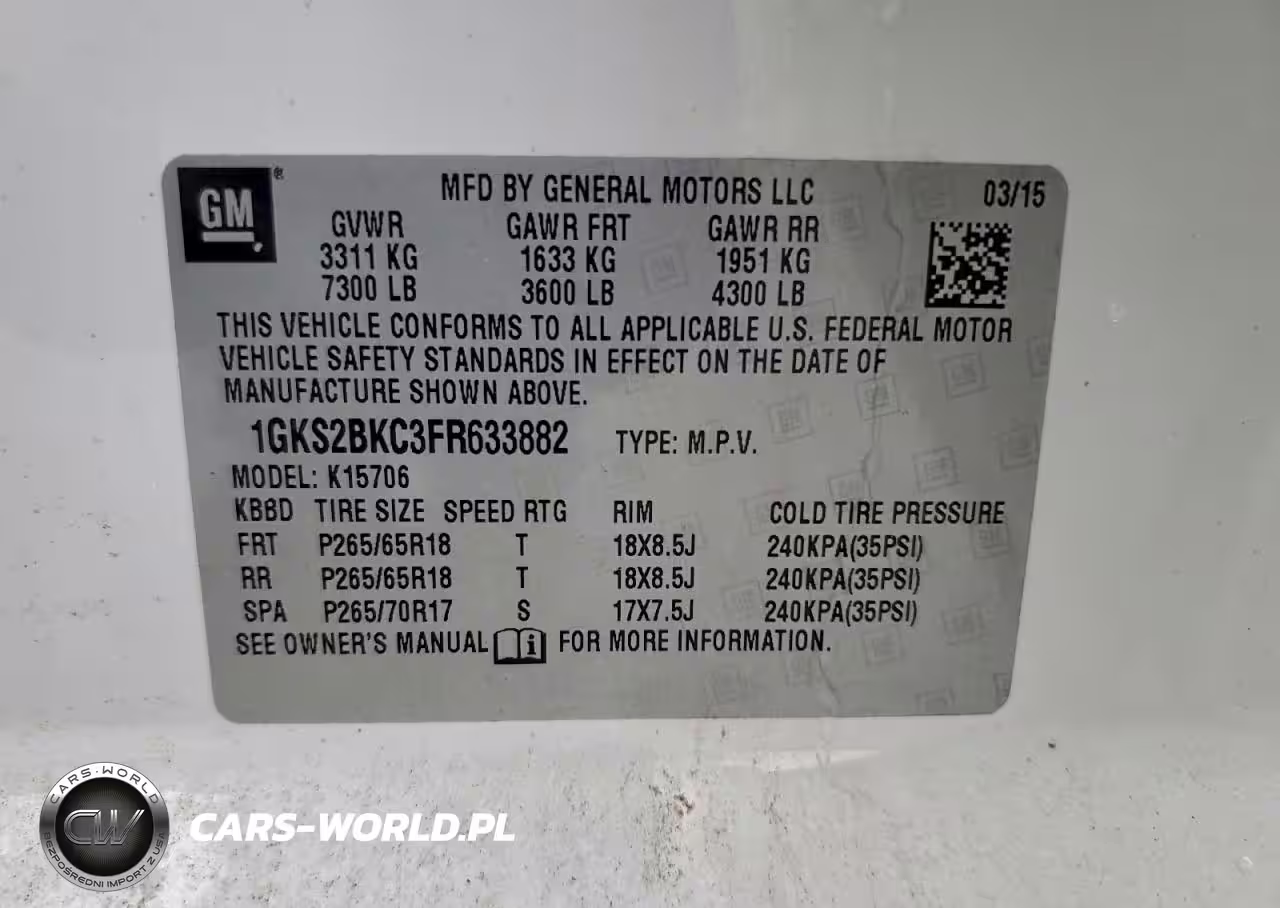 GM ®
MFD BY GENERAL MOTORS LLC 03/15
GVWR GAWR FRT GAWR RR
3311 KG 1633 KG 1951 KG
7300 LB 3600 LB 4300 LB
THIS VEHICLE CONFORMS TO ALL APPLICABLE U.S. FEDERAL MOTOR
VEHICLE SAFETY STANDARDS IN EFFECT ON THE DATE OF
MANUFACTURE SHOWN ABOVE.
1GKS2BKC3FR633882 TYPE: M.P.V.
MODEL: K15706
KBBD TIRE SIZE SPEED RTG RIM COLD TIRE PRESSURE
FRT P265/65R18 T 18X8.5J 240KPA(35PSI)
RR P265/65R18 T 18X8.5J 240KPA(35PSI)
SPA P265/70R17 S 17X7.5J 240KPA(35PSI)
SEE OWNER'S MANUAL i FOR MORE INFORMATION.
CARS-WORLD
CW
BEZPOŚREDNI IMPORT Z USA
CARS-WORLD.PL